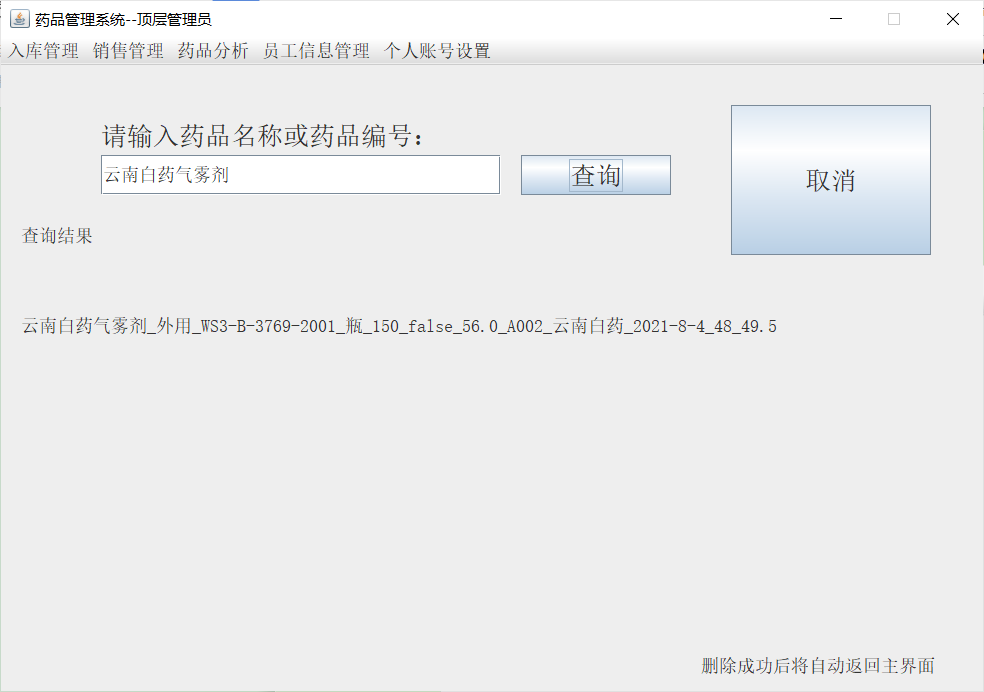 药品管理系统--顶层管理员
入库管理 销售管理 药品分析 员工信息管理 个人账号设置
请输入药品名称或药品编号：
云南白药气雾剂
查询
取消
查询结果
云南白药气雾剂_外用_WS3-B-3769-2001_瓶_150_false_56.0_A002_云南白药_2021-8-4_48_49.5
删除成功后将自动返回主界面